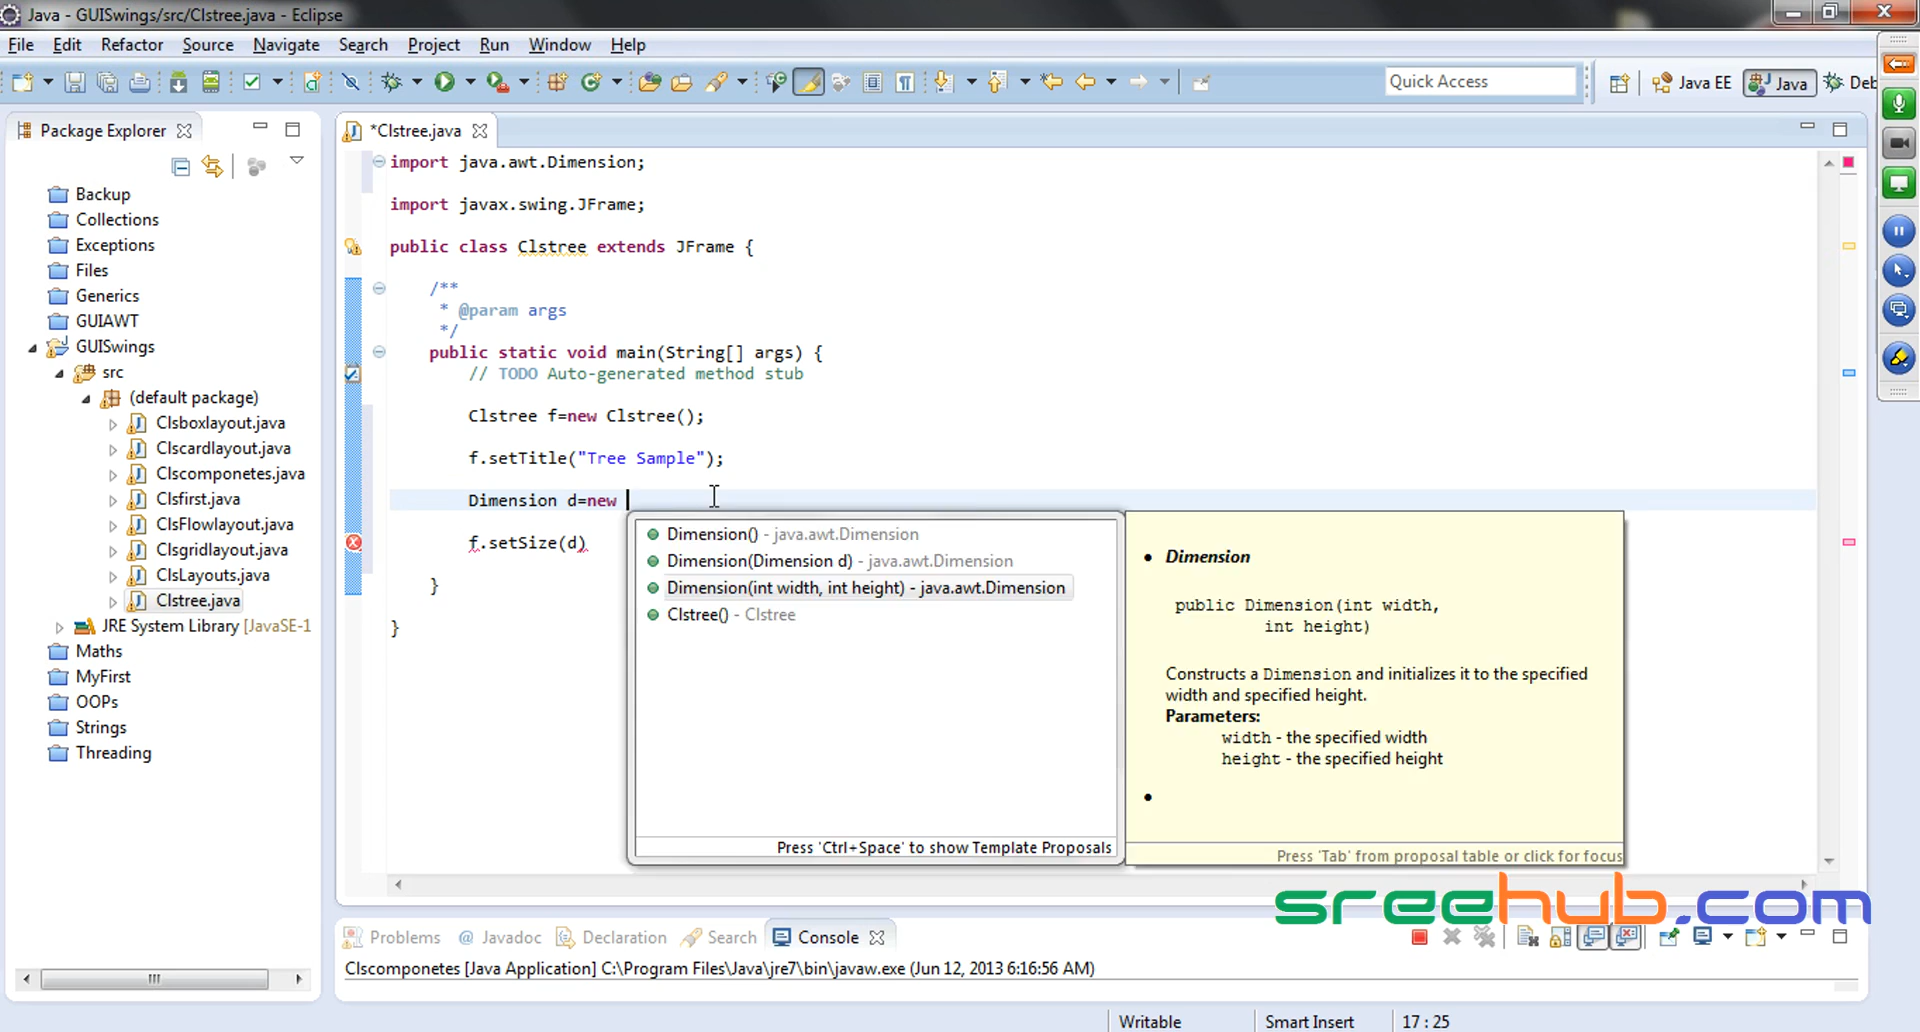 Java - GUISwings/src/Clstree.java - Eclipse
File Edit Refactor Source Navigate Search Project Run Window Help
Quick Access
Java EE
Java
Deb
Package Explorer
*Clstree.java
Backup
Collections
Exceptions
Files
Generics
GUIAWT
GUISwings
src
(default package)
Clsboxlayout.java
Clscardlayout.java
Clscomponetes.java
Clsfirst.java
ClsFlowlayout.java
Clsgridlayout.java
ClsLayouts.java
Clstree.java
JRE System Library [JavaSE-1
Maths
MyFirst
OOPs
Strings
Threading
import java.awt.Dimension;
import javax.swing.JFrame;
public class Clstree extends JFrame {
/**
* @param args
*/
public static void main(String[] args) {
// TODO Auto-generated method stub
Clstree f=new Clstree();
f.setTitle("Tree Sample");
Dimension d=new
f.setSize(d)
}
}
Dimension() - java.awt.Dimension
Dimension(Dimension d) - java.awt.Dimension
Dimension(int width, int height) - java.awt.Dimension
Clstree() - Clstree
Press 'Ctrl+Space' to show Template Proposals
Dimension
public Dimension(int width,
int height)
Constructs a Dimension and initializes it to the specified
width and specified height.
Parameters:
width - the specified width
height - the specified height
Press 'Tab' from proposal table or click for focus
sreehub.com
Problems @ Javadoc Declaration Search Console
Clscomponetes [Java Application] C:\Program Files\Java\jre7\bin\javaw.exe (Jun 12, 2013 6:16:56 AM)
Writable Smart Insert 17 : 25